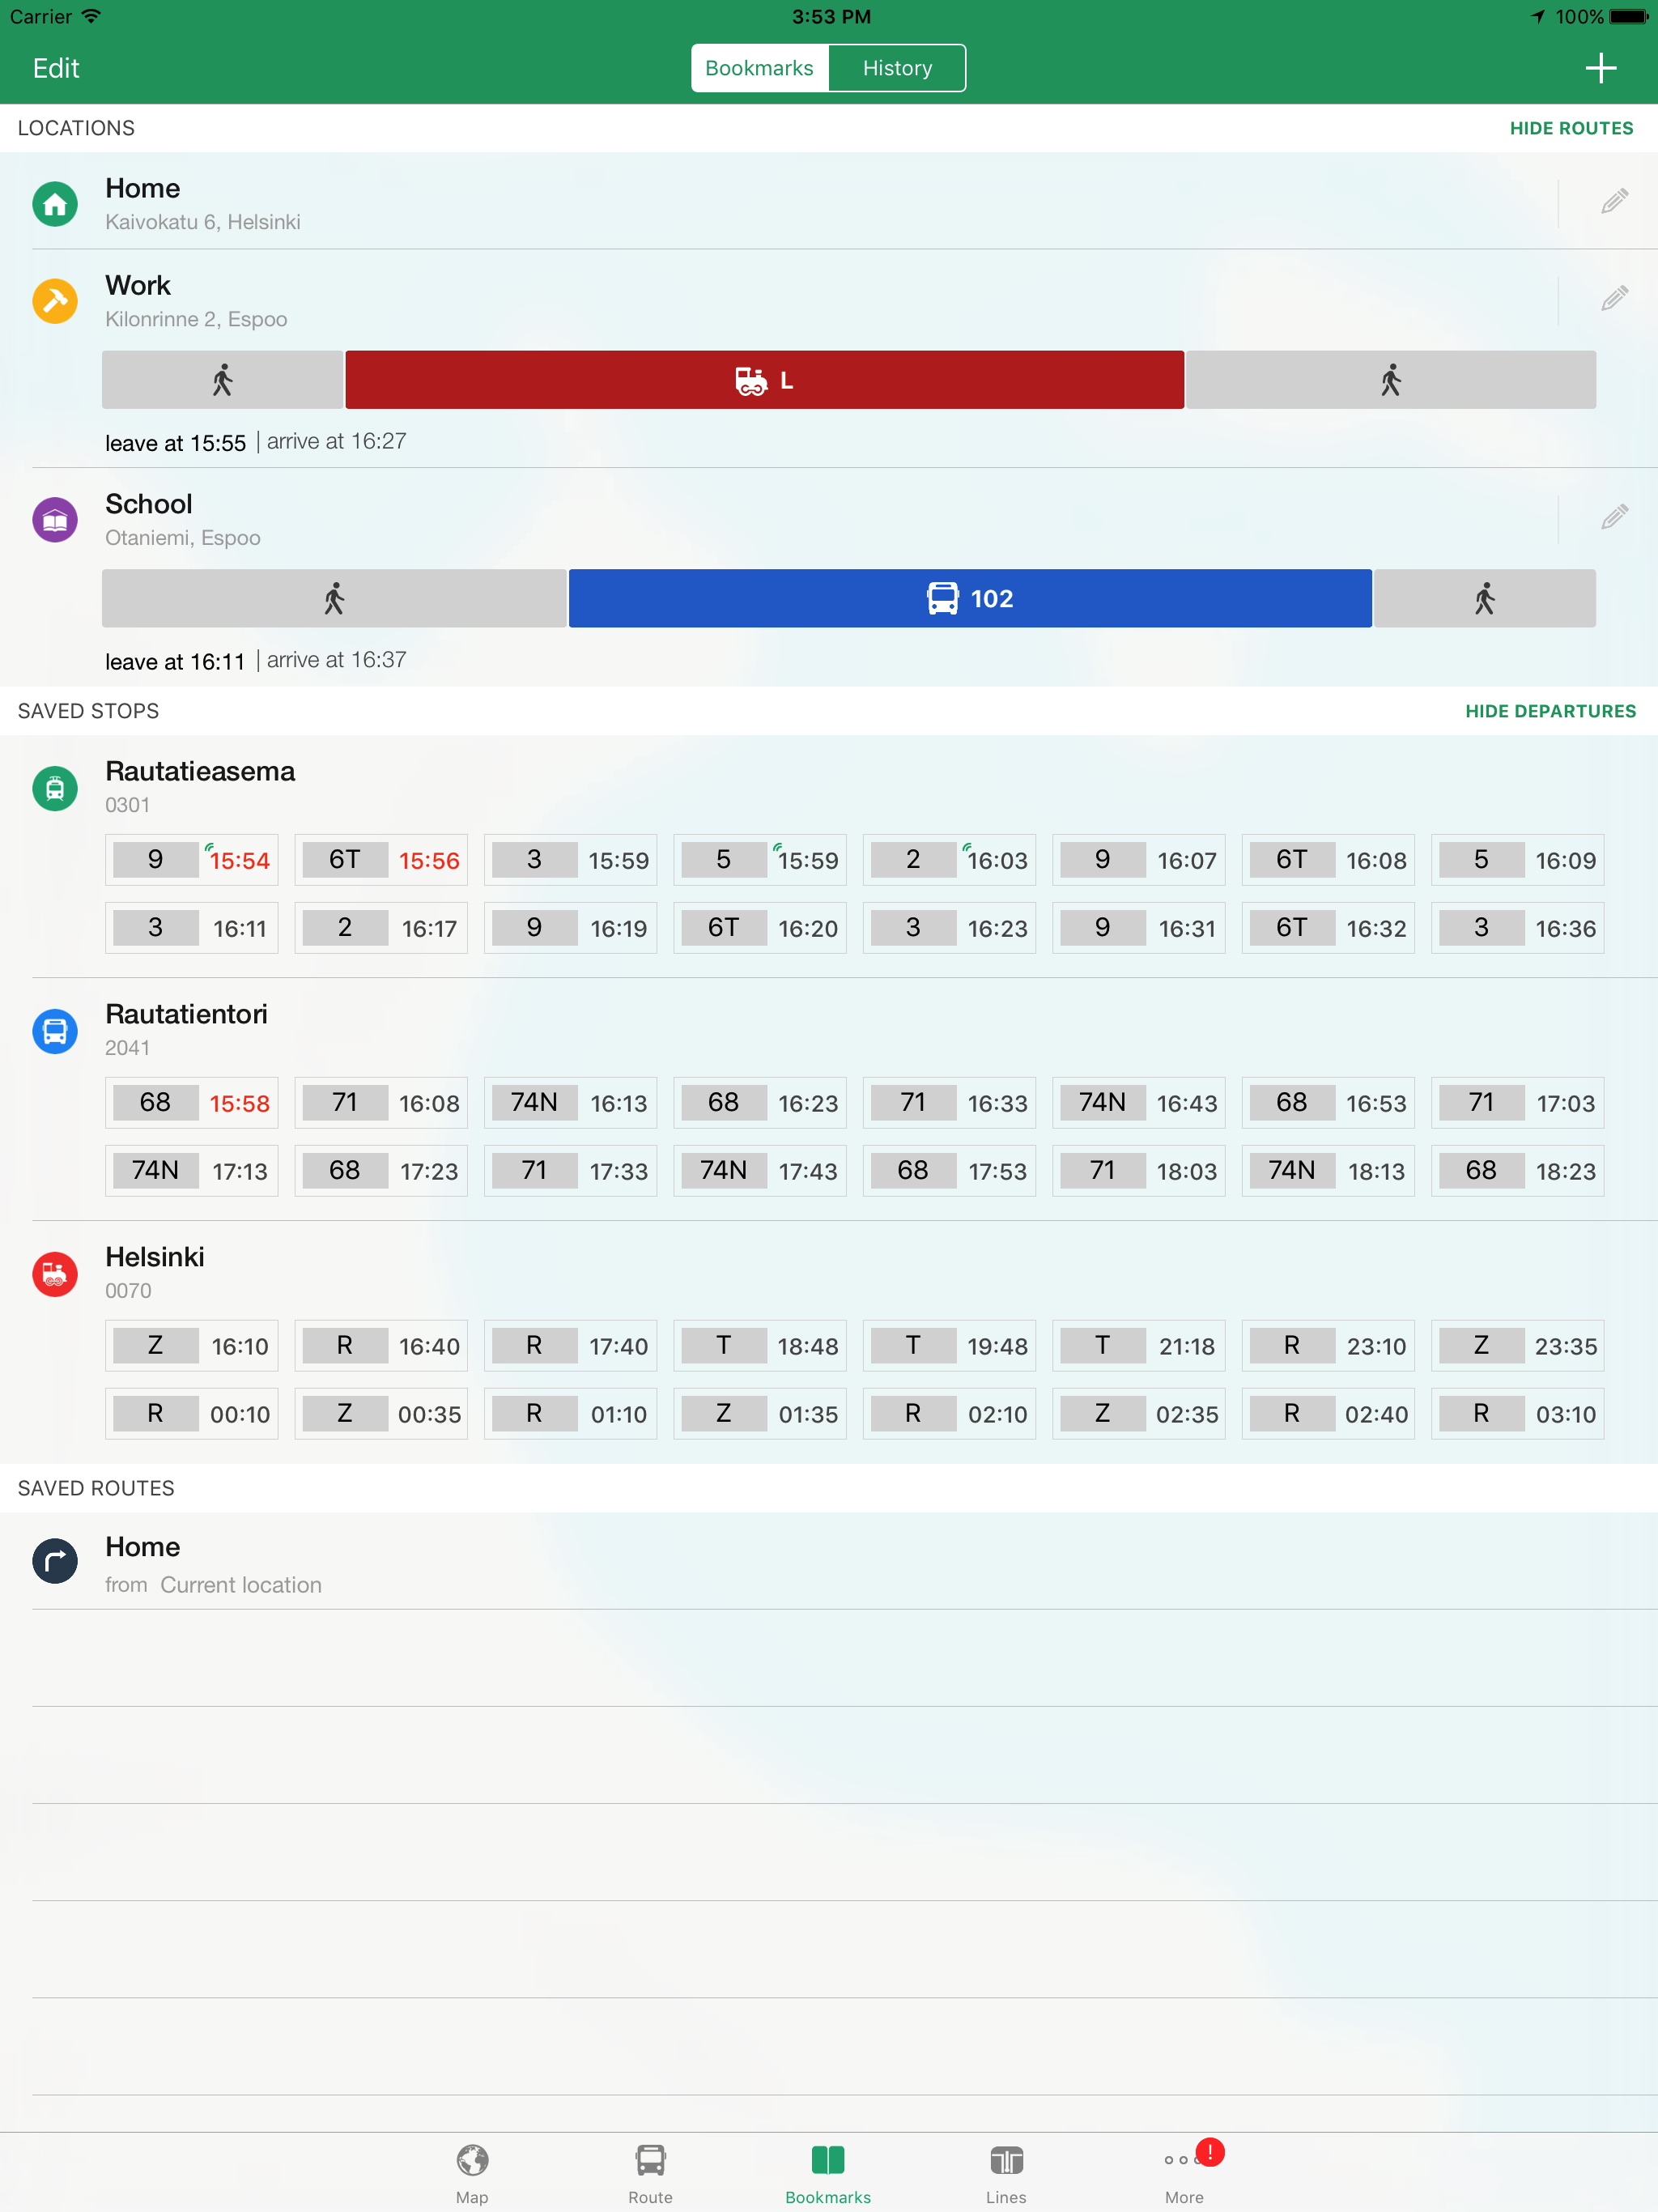 Carrier 3:53 PM 100%
Edit Bookmarks History
LOCATIONS HIDE ROUTES
Home
Kaivokatu 6, Helsinki
Work
Kilonrinne 2, Espoo
L
leave at 15:55 | arrive at 16:27
School
Otaniemi, Espoo
102
leave at 16:11 | arrive at 16:37
SAVED STOPS HIDE DEPARTURES
Rautatieasema
0301
9 15:54 6T 15:56 3 15:59 5 15:59 2 16:03 9 16:07 6T 16:08 5 16:09
3 16:11 2 16:17 9 16:19 6T 16:20 3 16:23 9 16:31 6T 16:32 3 16:36
Rautatientori
2041
68 15:58 71 16:08 74N 16:13 68 16:23 71 16:33 74N 16:43 68 16:53 71 17:03
74N 17:13 68 17:23 71 17:33 74N 17:43 68 17:53 71 18:03 74N 18:13 68 18:23
Helsinki
0070
Z 16:10 R 16:40 R 17:40 T 18:48 T 19:48 T 21:18 R 23:10 Z 23:35
R 00:10 Z 00:35 R 01:10 Z 01:35 R 02:10 Z 02:35 R 02:40 R 03:10
SAVED ROUTES
Home
from Current location
!
Map Route Bookmarks Lines More